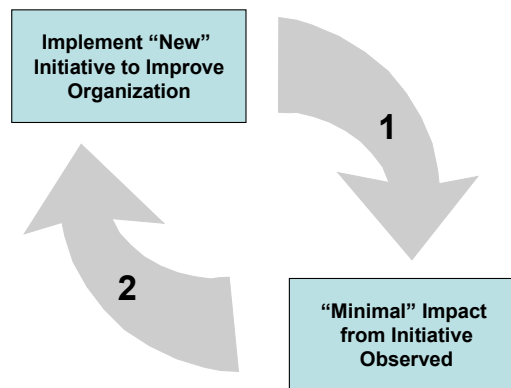 Implement “New”
Initiative to Improve
Organization
1
2
“Minimal” Impact
from Initiative
Observed